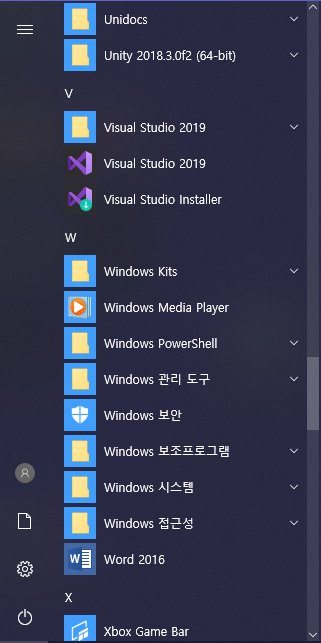 Unidocs
Unity 2018.3.0f2 (64-bit)
V
Visual Studio 2019
Visual Studio 2019
Visual Studio Installer
W
Windows Kits
Windows Media Player
Windows PowerShell
Windows 관리 도구
Windows 보안
Windows 보조프로그램
Windows 시스템
Windows 접근성
Word 2016
X
Xbox Game Bar